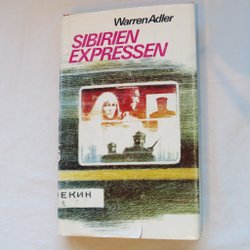 Warren Adler
SIBIRIEN
EXPRESSEN
ЕКИН